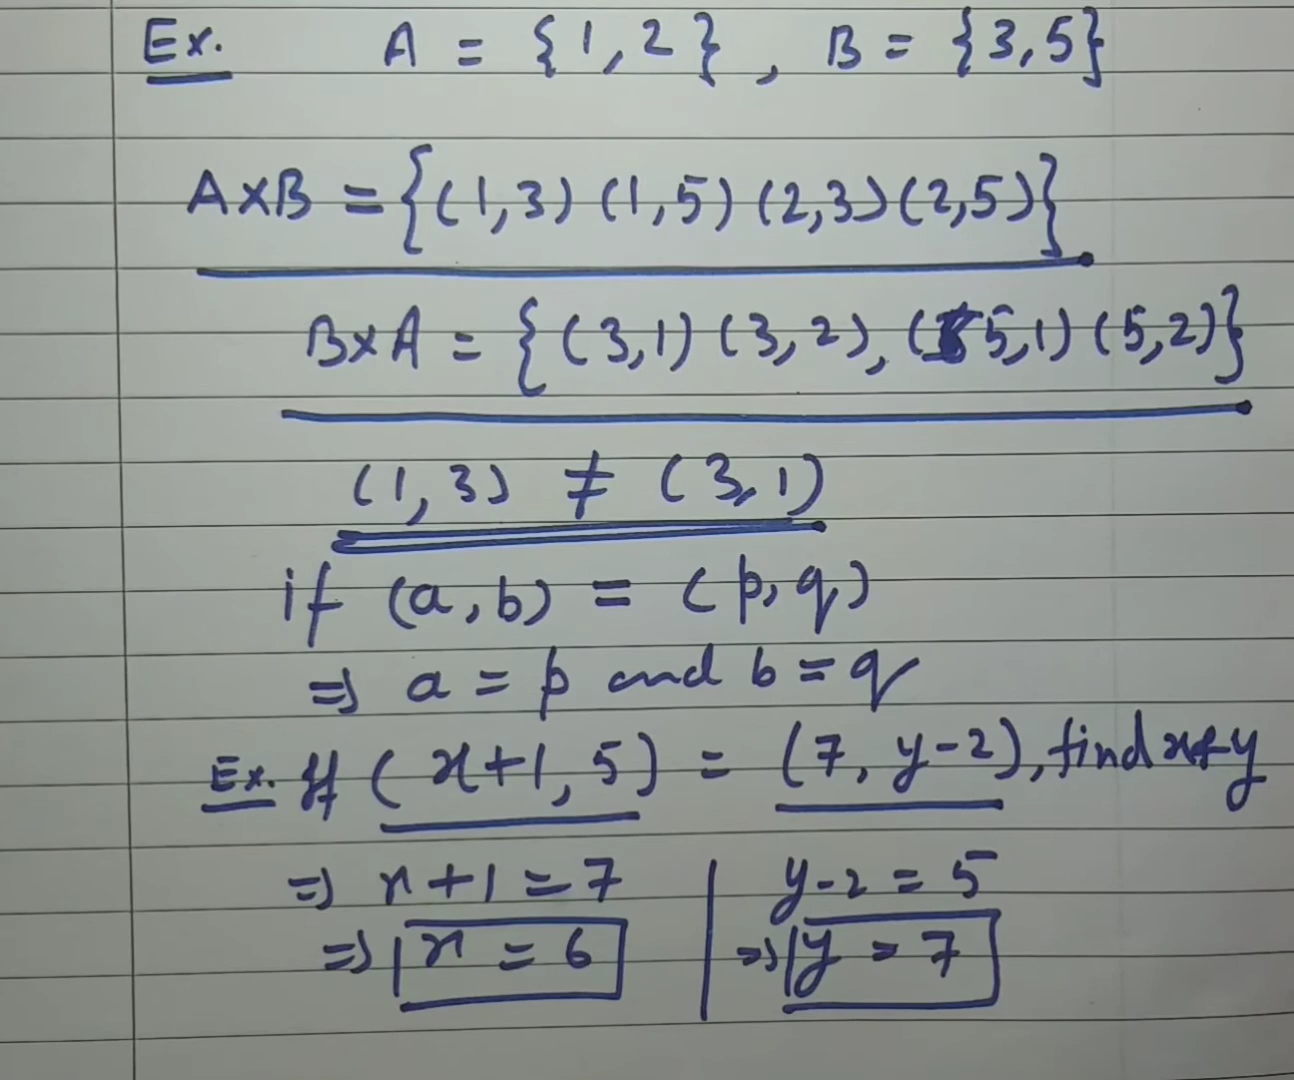 Ex. A = {1,2}, B = {3,5}
A×B = {(1,3) (1,5) (2,3) (2,5)}
B×A = {(3,1) (3,2), (5,1) (5,2)}
(1,3) ≠ (3,1)
if (a,b) = (p,q)
⇒ a = p and b = q
Ex. If (x+1, 5) = (7, y-2), find x & y
⇒ x+1 = 7 | y-2 = 5
⇒ x = 6 | ⇒ y = 7